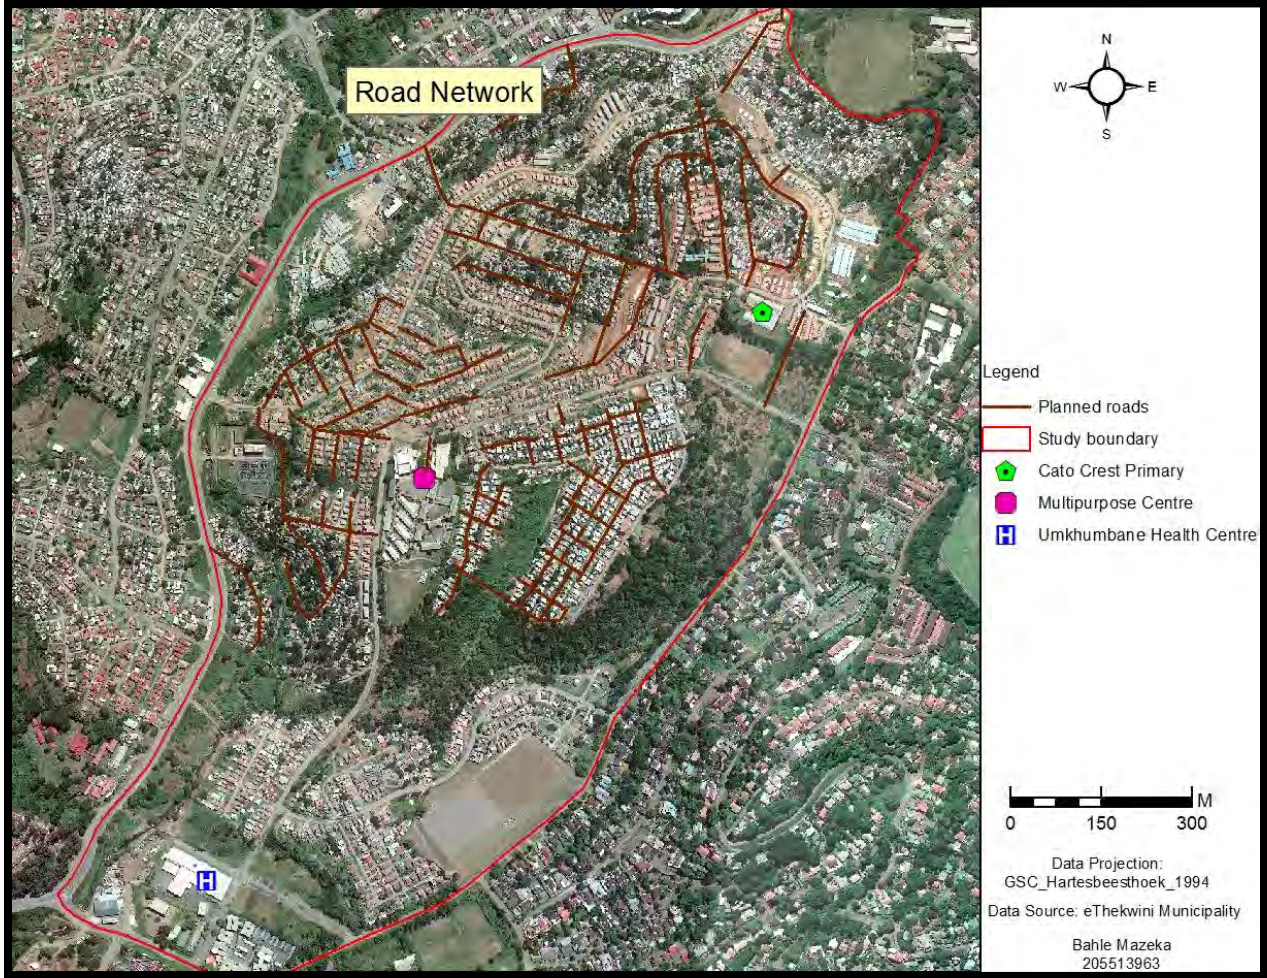 Road Network
N
W E
S
Legend
Planned roads
Study boundary
Cato Crest Primary
Multipurpose Centre
H Umkhumbane Health Centre
M
0 150 300
Data Projection:
GSC_Hartesbeesthoek_1994
Data Source: eThekwini Municipality
Bahle Mazeka
205513963
H